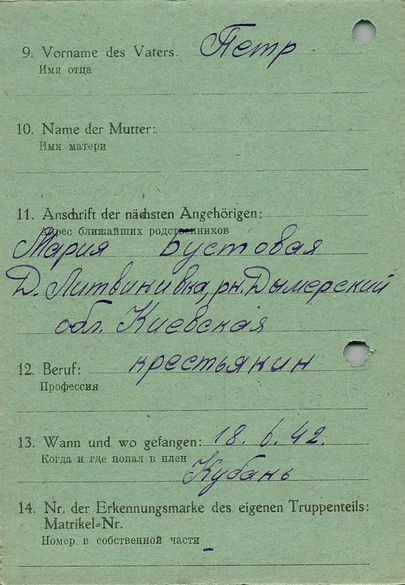 9. Vorname des Vaters. Петр
Имя отца
10. Name der Mutter:
Имя матери
11. Anschrift der nächsten Angehörigen:
Адрес ближайших родственников
Мария Бустовая
Д. Литвинивка, рн. Дымерский
обл. Киевская
12. Beruf: крестьянин
Профессия
13. Wann und wo gefangen: 18. 6. 42.
Когда и где попал в плен
Кубань
14. Nr. der Erkennungsmarke des eigenen Truppenteils:
Matrikel-Nr.
Номер в собственной части –